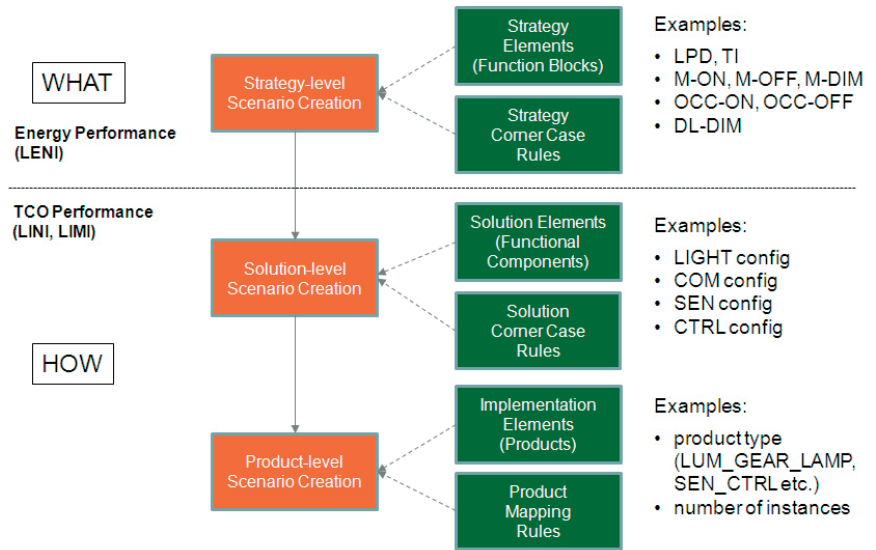 WHAT
Energy Performance
(LENI)
Strategy-level
Scenario Creation
Strategy
Elements
(Function Blocks)
Strategy
Corner Case
Rules
Examples:
• LPD, TI
• M-ON, M-OFF, M-DIM
• OCC-ON, OCC-OFF
• DL-DIM
TCO Performance
(LINI, LIMI)
Solution-level
Scenario Creation
Solution Elements
(Functional
Components)
Solution
Corner Case
Rules
Examples:
• LIGHT config
• COM config
• SEN config
• CTRL config
HOW
Product-level
Scenario Creation
Implementation
Elements
(Products)
Product
Mapping
Rules
Examples:
• product type
(LUM_GEAR_LAMP,
SEN_CTRL etc.)
• number of instances